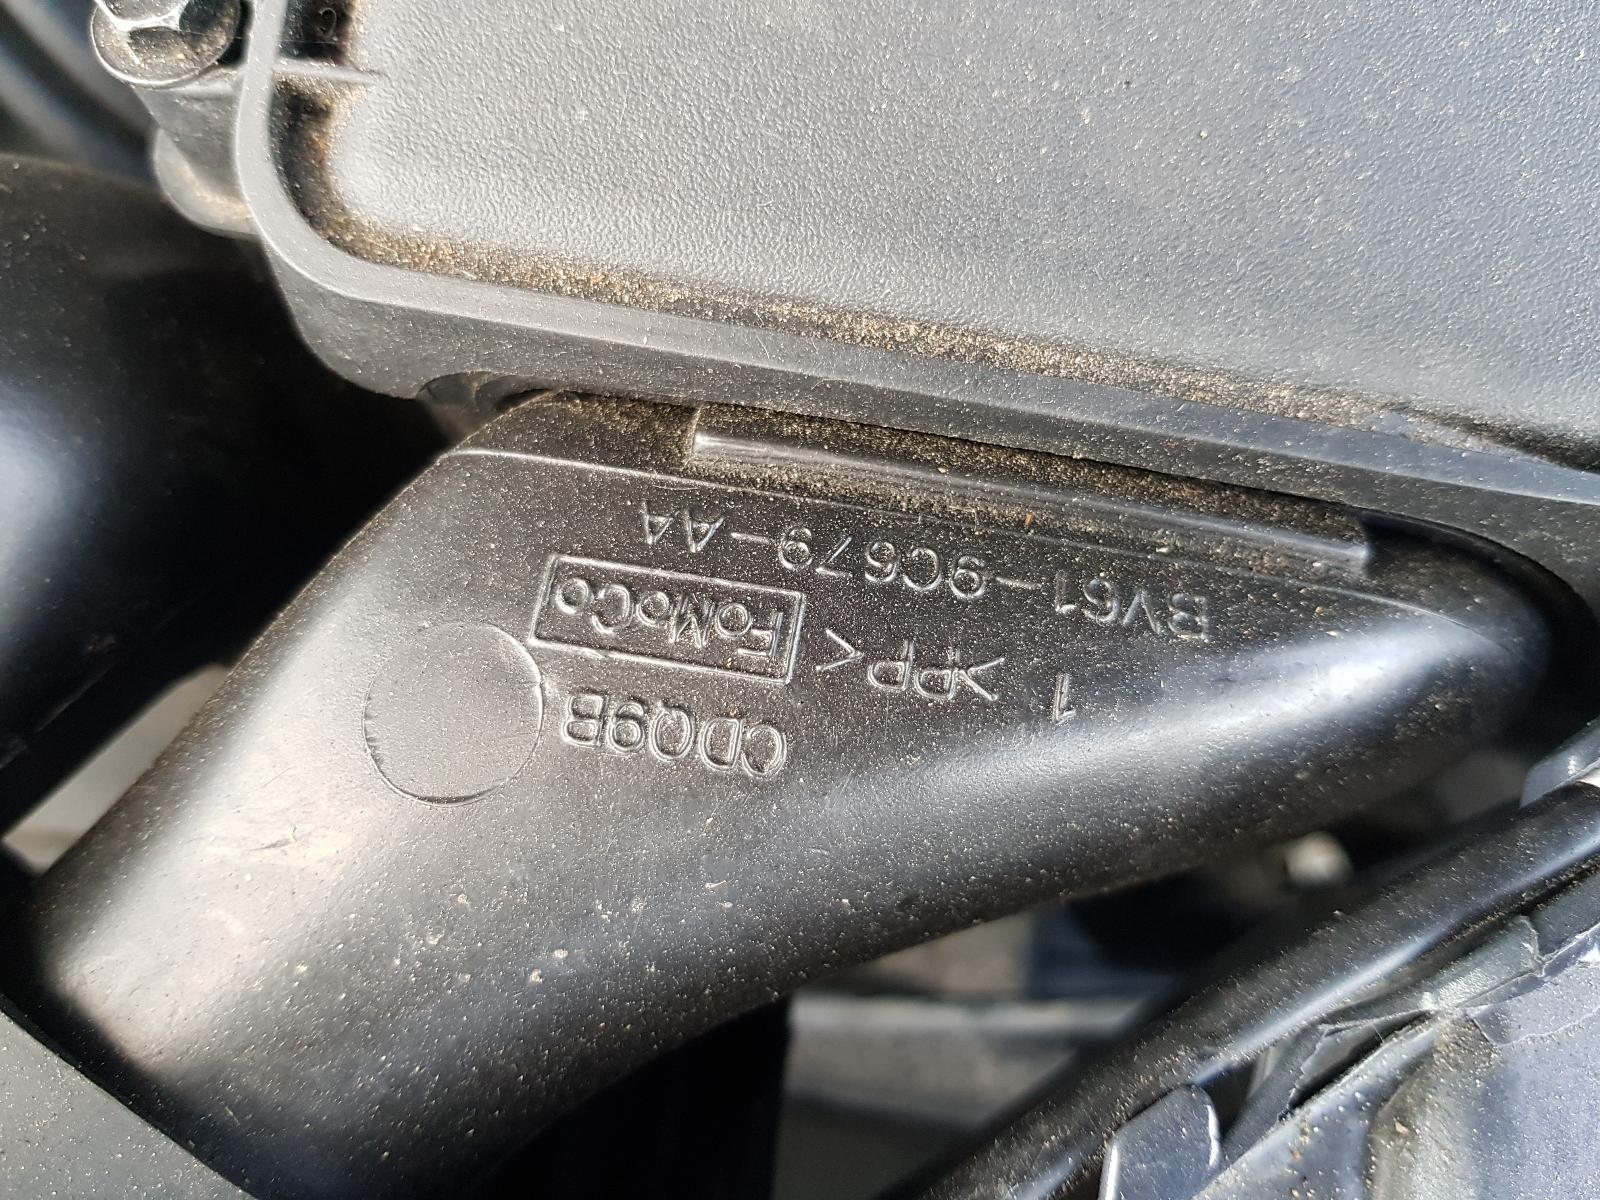 BV61-9C679-AA
1 >PP< FoMoCo
CDQ9B